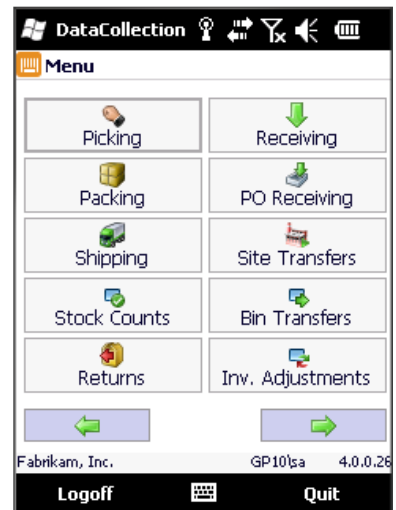 DataCollection
Menu
Picking Receiving
Packing PO Receiving
Shipping Site Transfers
Stock Counts Bin Transfers
Returns Inv. Adjustments
Fabrikam, Inc. GP10\sa 4.0.0.26
Logoff Quit